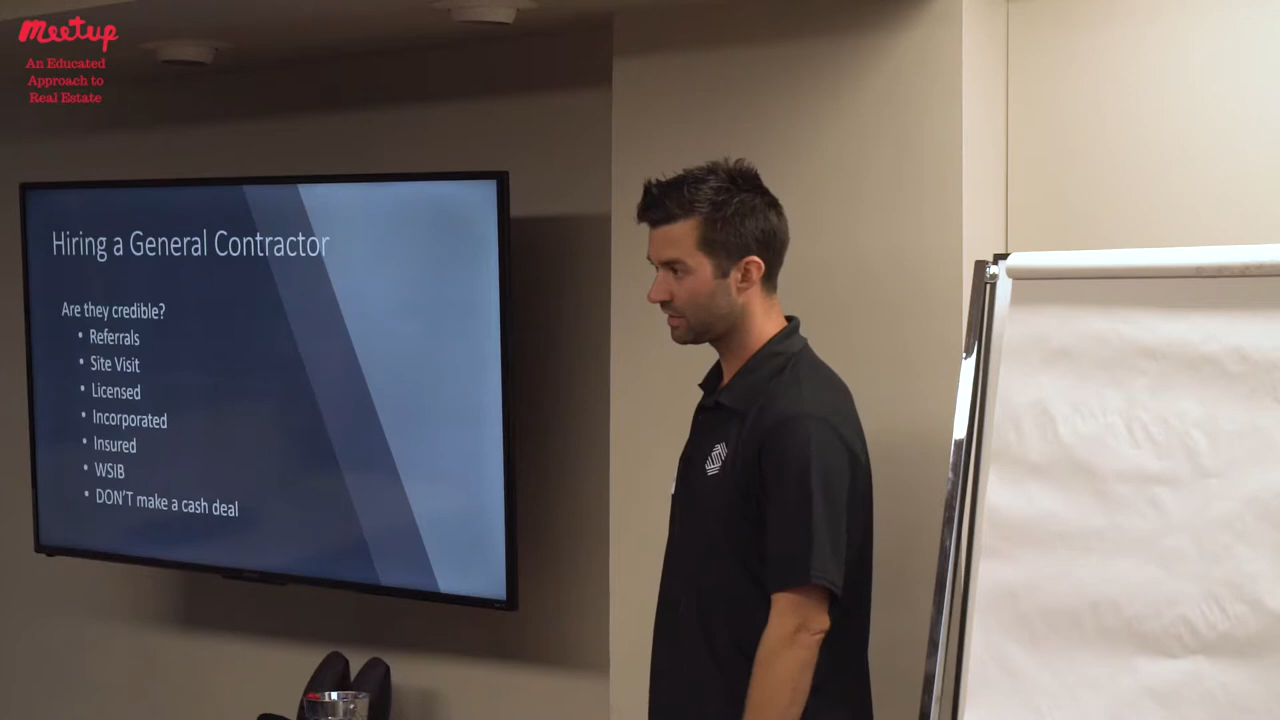 Meetup
An Educated
Approach to
Real Estate
Hiring a General Contractor
Are they credible?
• Referrals
• Site Visit
• Licensed
• Incorporated
• Insured
• WSIB
• DON'T make a cash deal